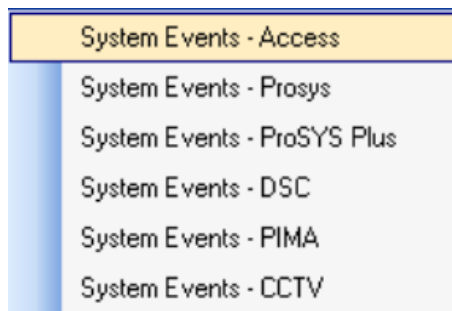 System Events - Access
System Events - Prosys
System Events - ProSYS Plus
System Events - DSC
System Events - PIMA
System Events - CCTV